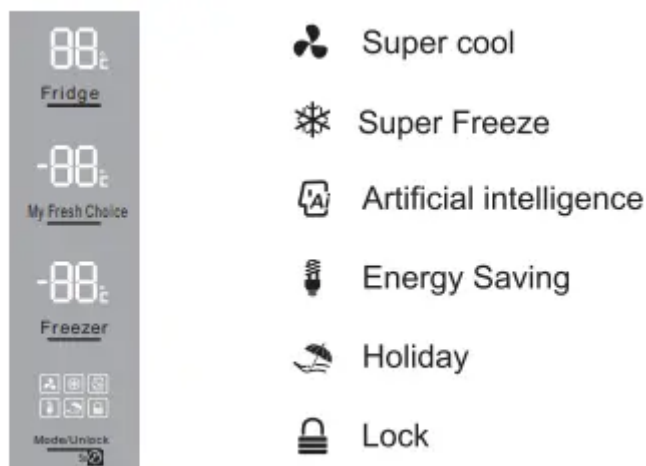 88°C
Fridge
-88°C
My Fresh Choice
-88°C
Freezer
Mode/Unlock
Super cool
Super Freeze
Artificial intelligence
Energy Saving
Holiday
Lock